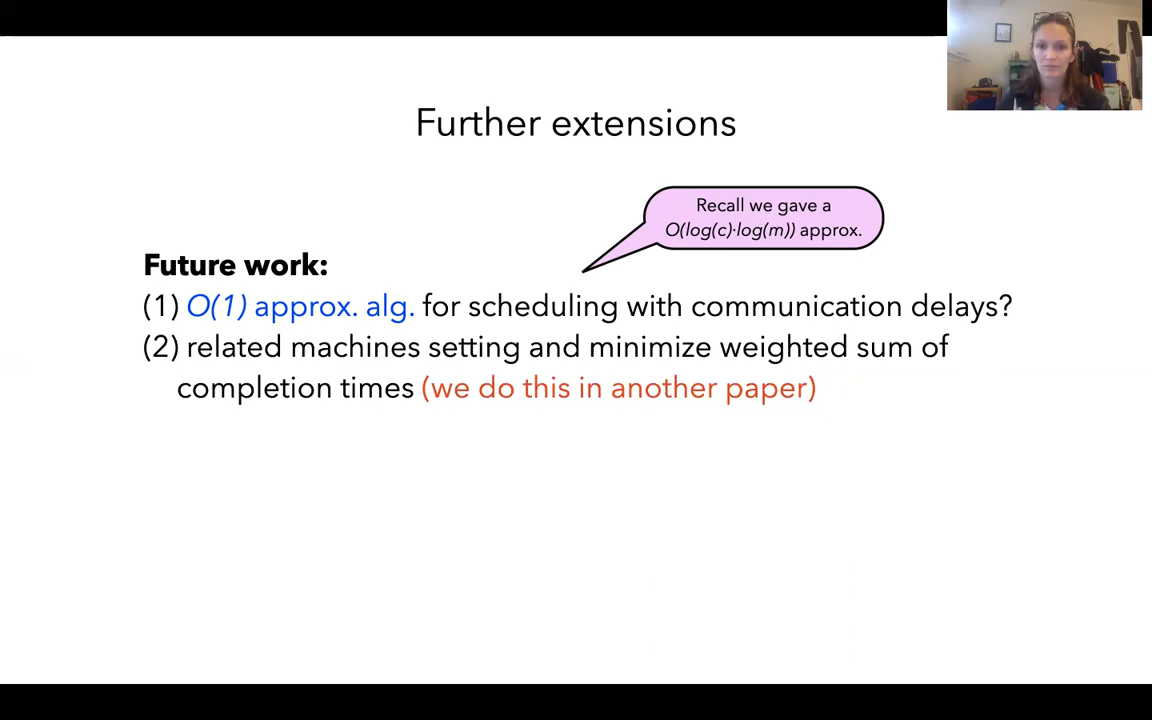 Further extensions
Recall we gave a
O(log(c)·log(m)) approx.
Future work:
(1) O(1) approx. alg. for scheduling with communication delays?
(2) related machines setting and minimize weighted sum of
completion times (we do this in another paper)